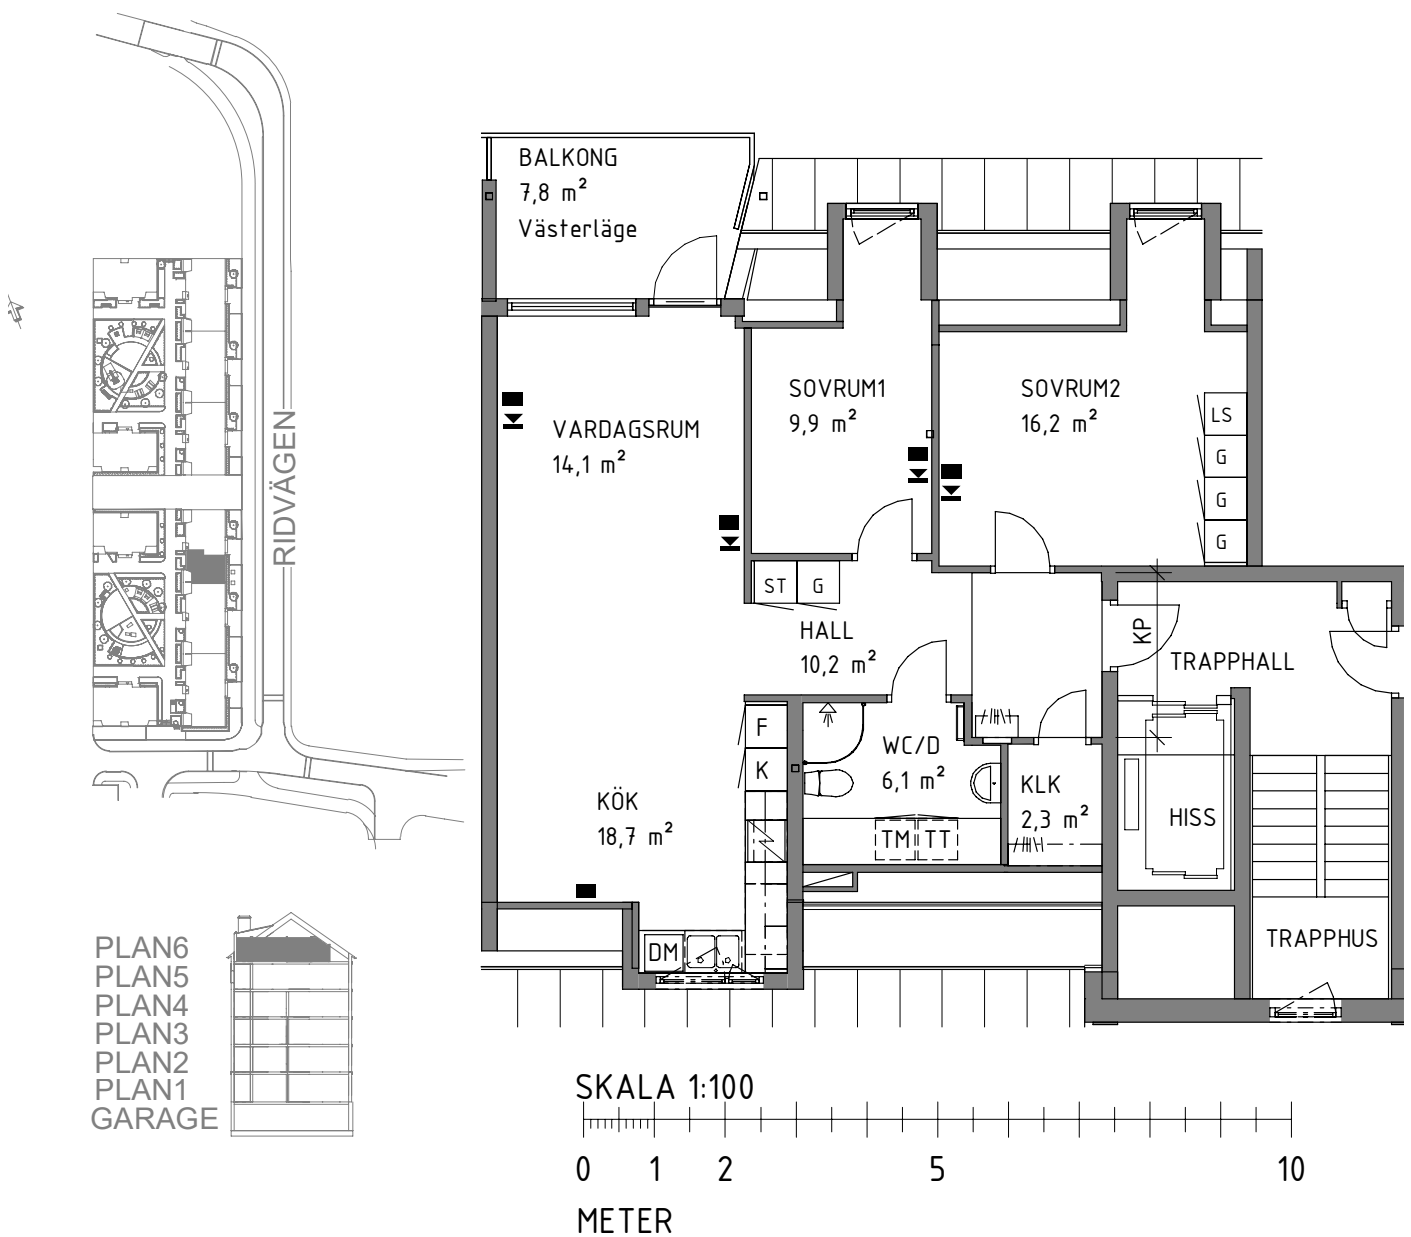 BALKONG
7,8 m²
Västerläge
SOVRUM1
9,9 m²
SOVRUM2
16,2 m²
LS
G
G
G
VARDAGSRUM
14,1 m²
RIDVÄGEN
ST
G
HALL
10,2 m²
KP
TRAPPHALL
F
K
WC/D
6,1 m²
KLK
2,3 m²
KÖK
18,7 m²
TM
TT
HISS
DM
TRAPPHUS
PLAN6
PLAN5
PLAN4
PLAN3
PLAN2
PLAN1
GARAGE
SKALA 1:100
0 1 2 5 10
METER